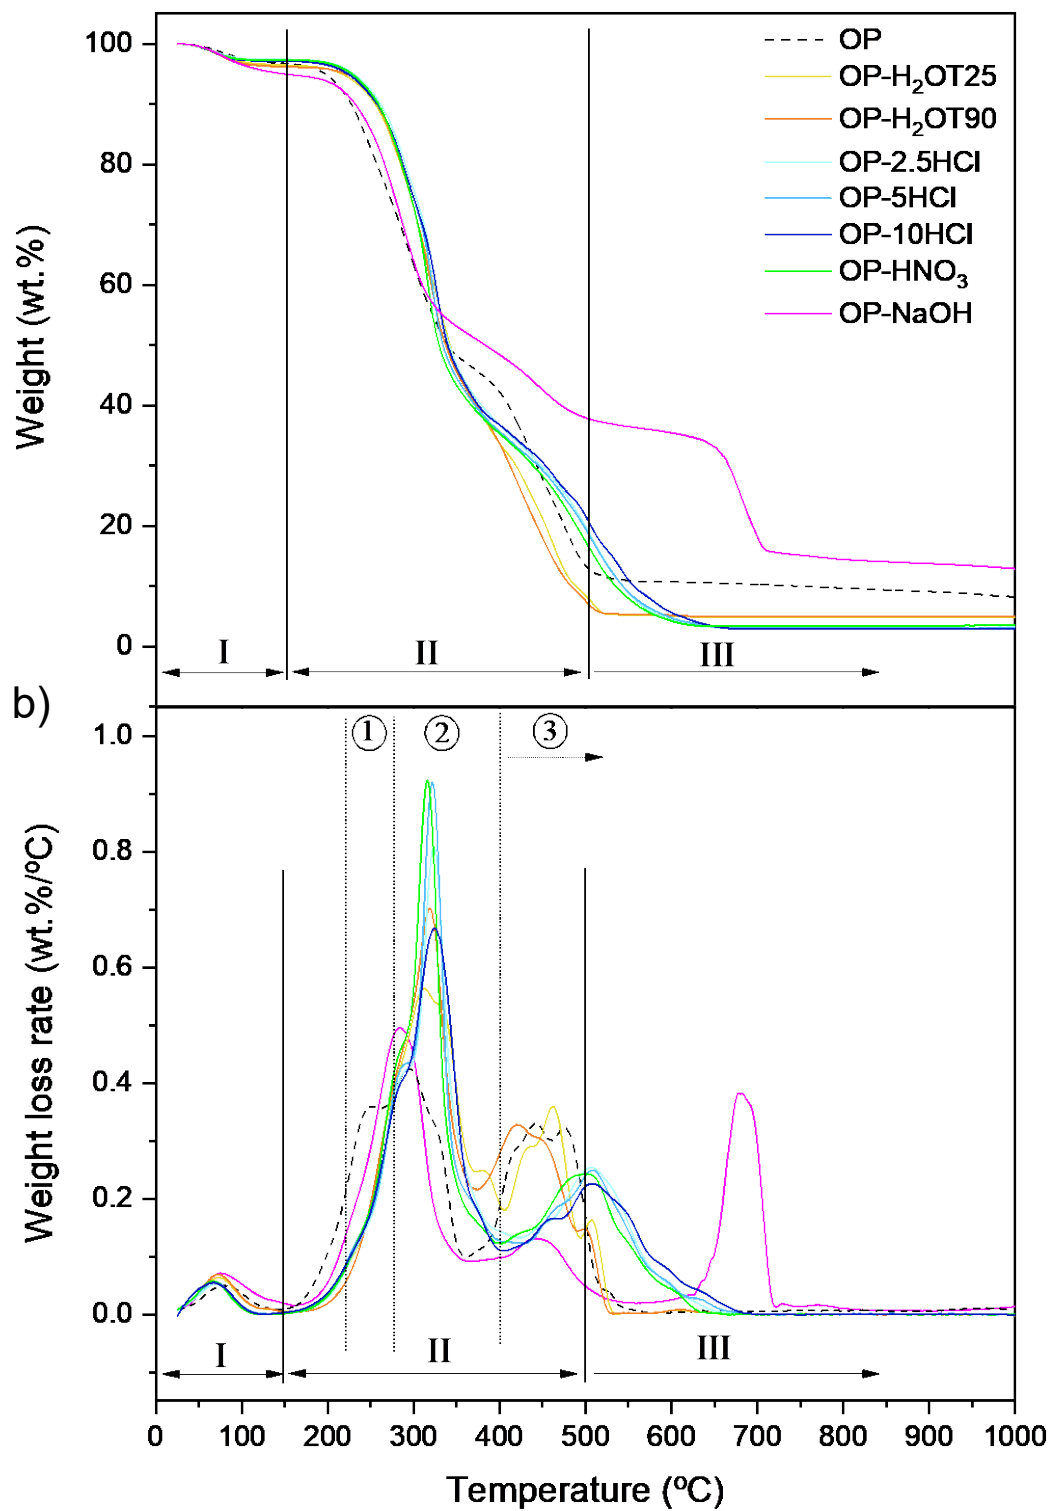 100
80
60
40
20
0
Weight (wt.%)
OP
OP-H₂OT25
OP-H₂OT90
OP-2.5HCl
OP-5HCl
OP-10HCl
OP-HNO₃
OP-NaOH
I II III
b)
1.0
0.8
0.6
0.4
0.2
0.0
Weight loss rate (wt.%/ºC)
① ② ③
I II III
0 100 200 300 400 500 600 700 800 900 1000
Temperature (ºC)